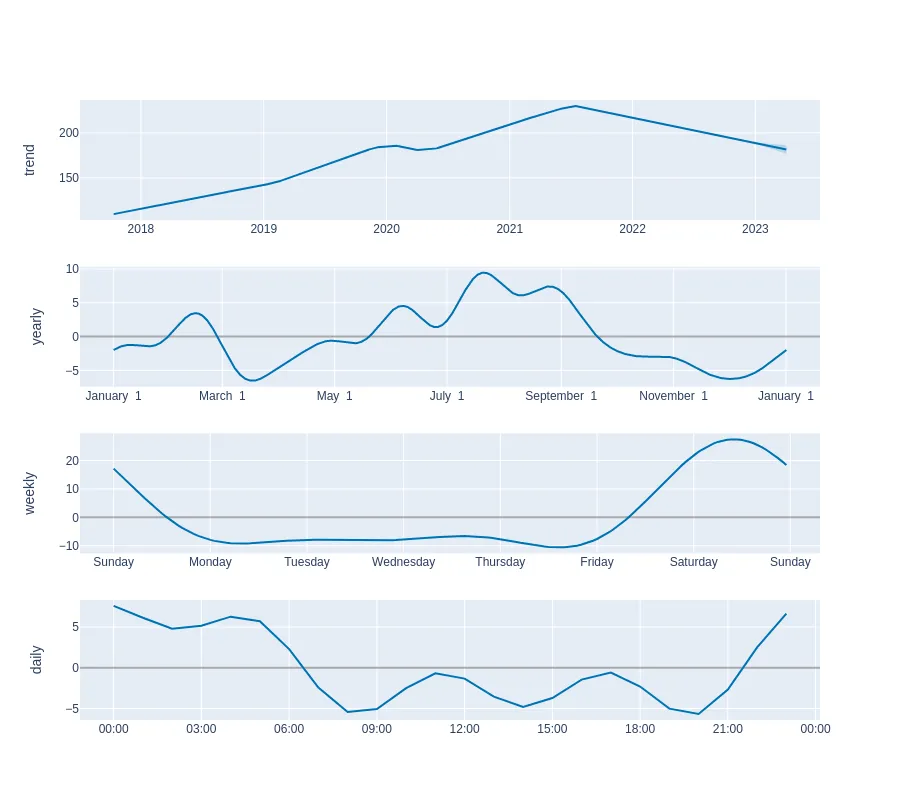 trend
200
150
2018 2019 2020 2021 2022 2023
yearly
10
5
0
−5
January 1 March 1 May 1 July 1 September 1 November 1 January 1
weekly
20
10
0
−10
Sunday Monday Tuesday Wednesday Thursday Friday Saturday Sunday
daily
5
0
−5
00:00 03:00 06:00 09:00 12:00 15:00 18:00 21:00 00:00